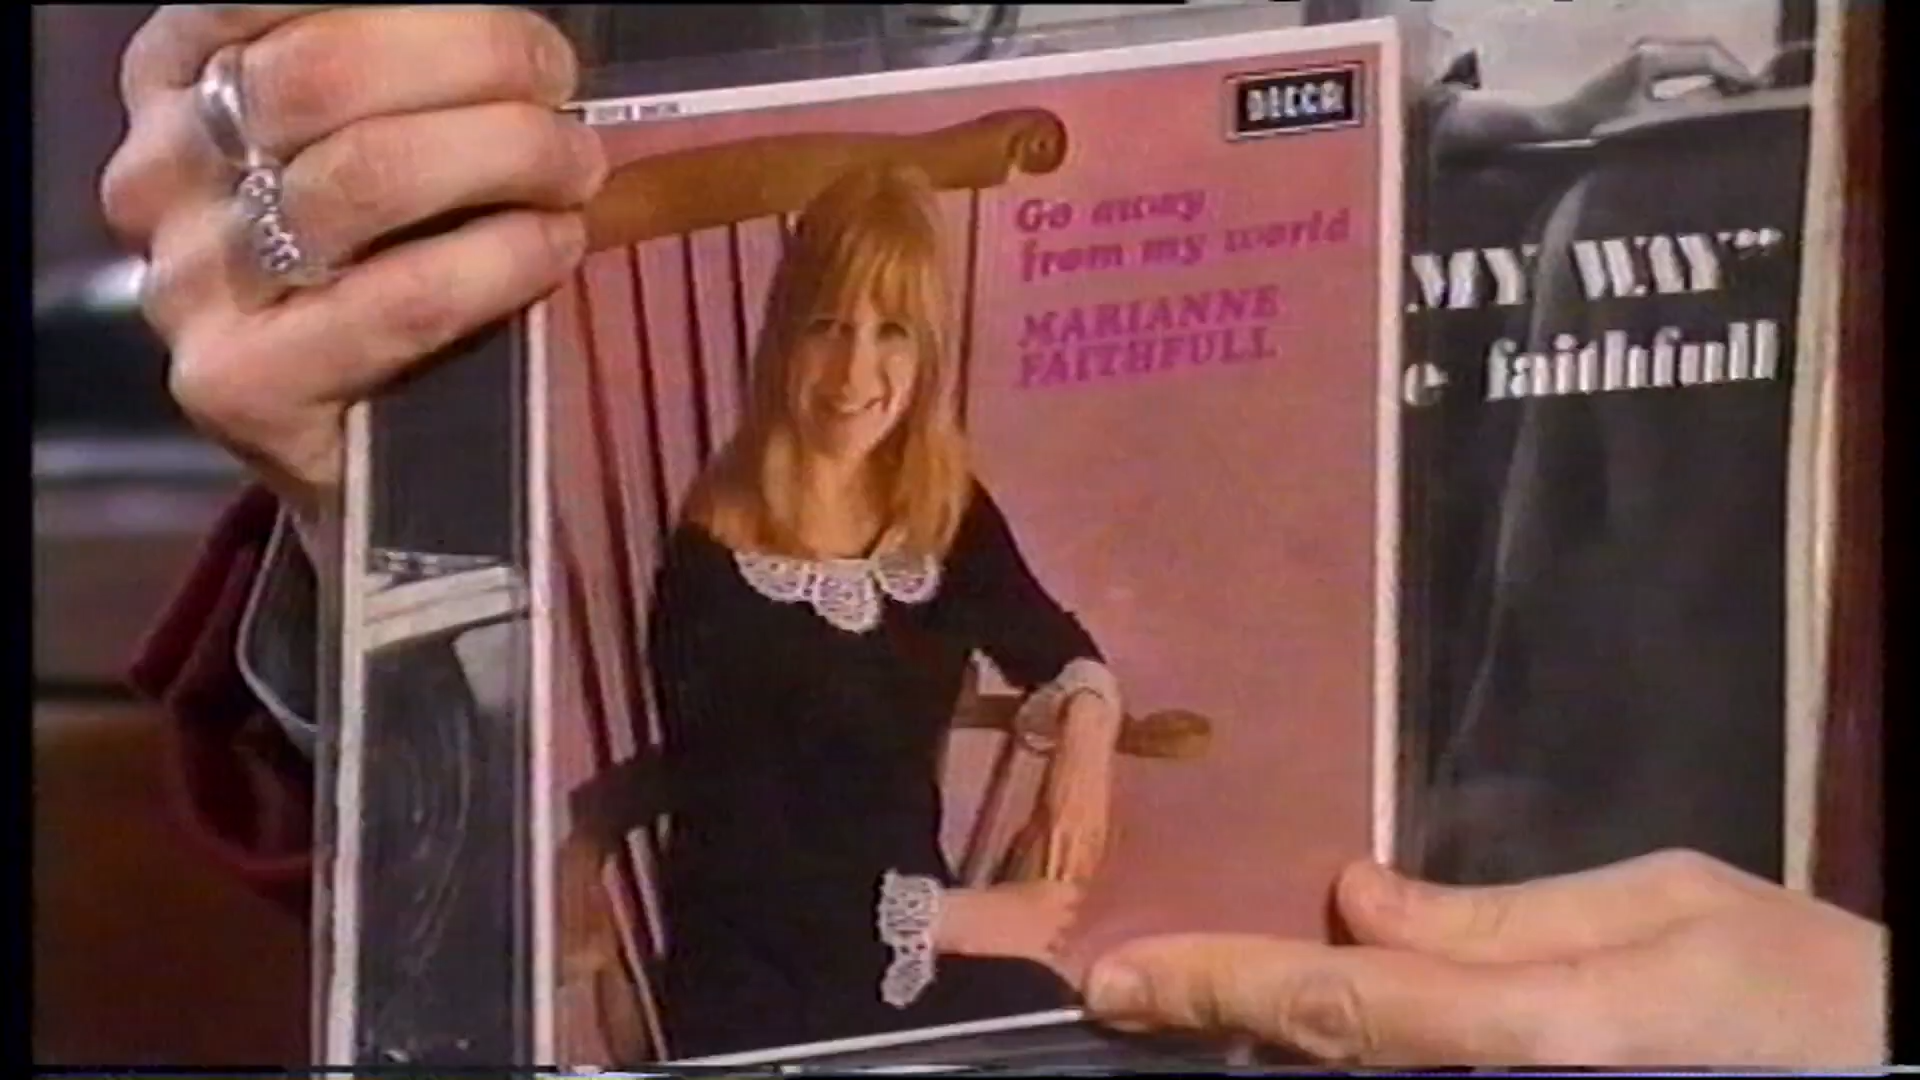 DECCA
Go away
from my world
MARIANNE
FAITHFULL
MY WAY"
e faithfull